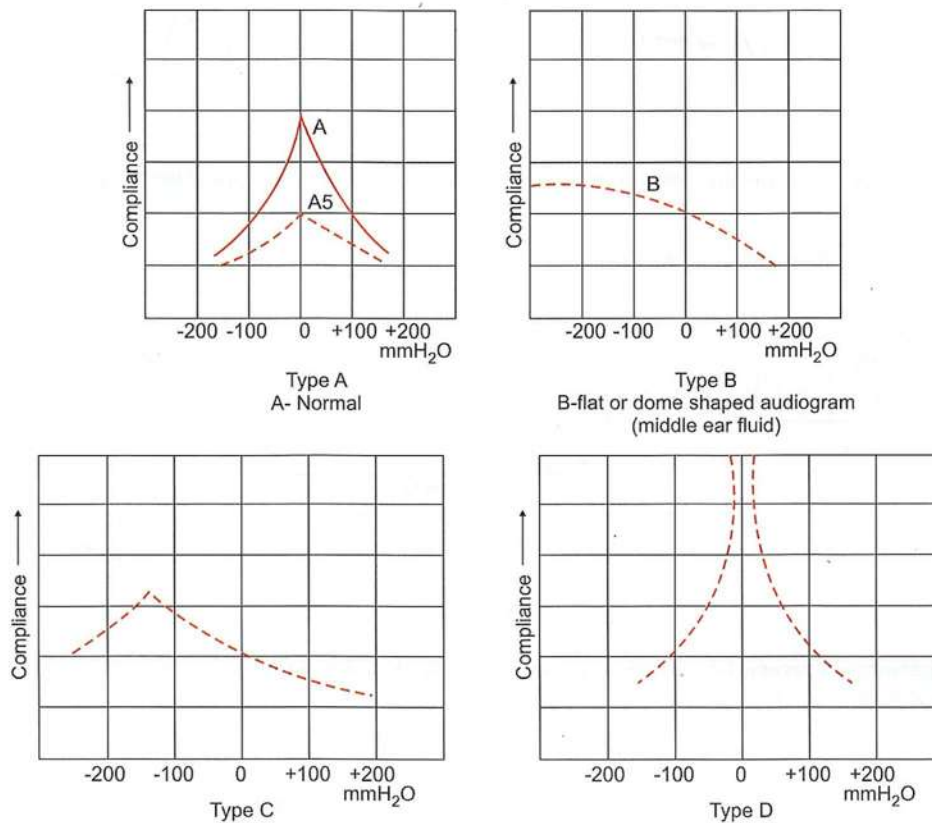 Compliance
A
A5
-200 -100 0 +100 +200
mmH₂O
Type A
A- Normal
Compliance
B
-200 -100 0 +100 +200
mmH₂O
Type B
B-flat or dome shaped audiogram
(middle ear fluid)
Compliance
-200 -100 0 +100 +200
mmH₂O
Type C
Compliance
-200 -100 0 +100 +200
mmH₂O
Type D